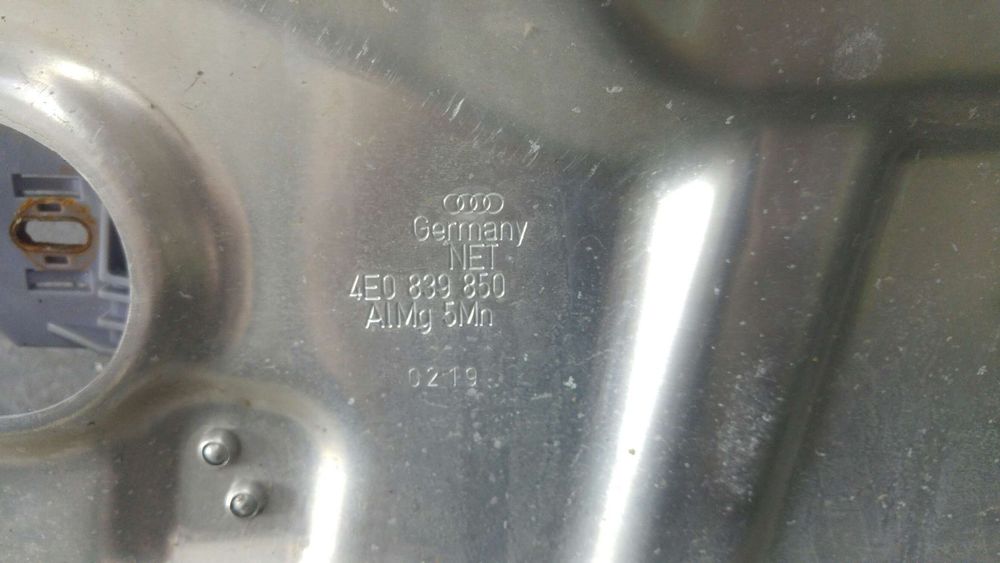 Germany
NET
4E0 839 850
AlMg 5Mn
0219